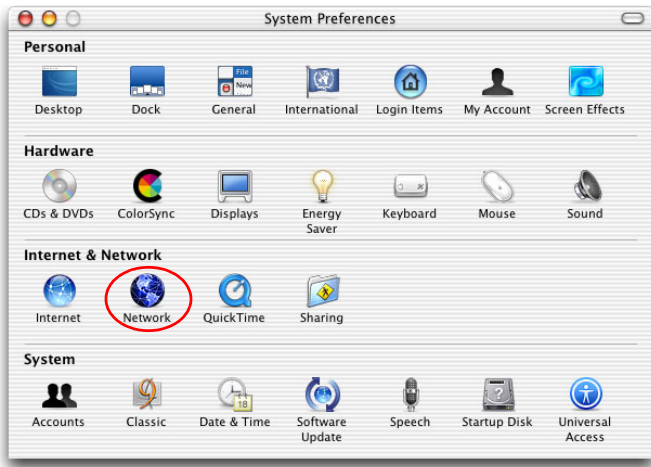 System Preferences
Personal
File
New
Desktop Dock General International Login Items My Account Screen Effects
Hardware
CDs & DVDs ColorSync Displays Energy Saver Keyboard Mouse Sound
Internet & Network
Internet Network QuickTime Sharing
System
9
18
?
Accounts Classic Date & Time Software Update Speech Startup Disk Universal Access